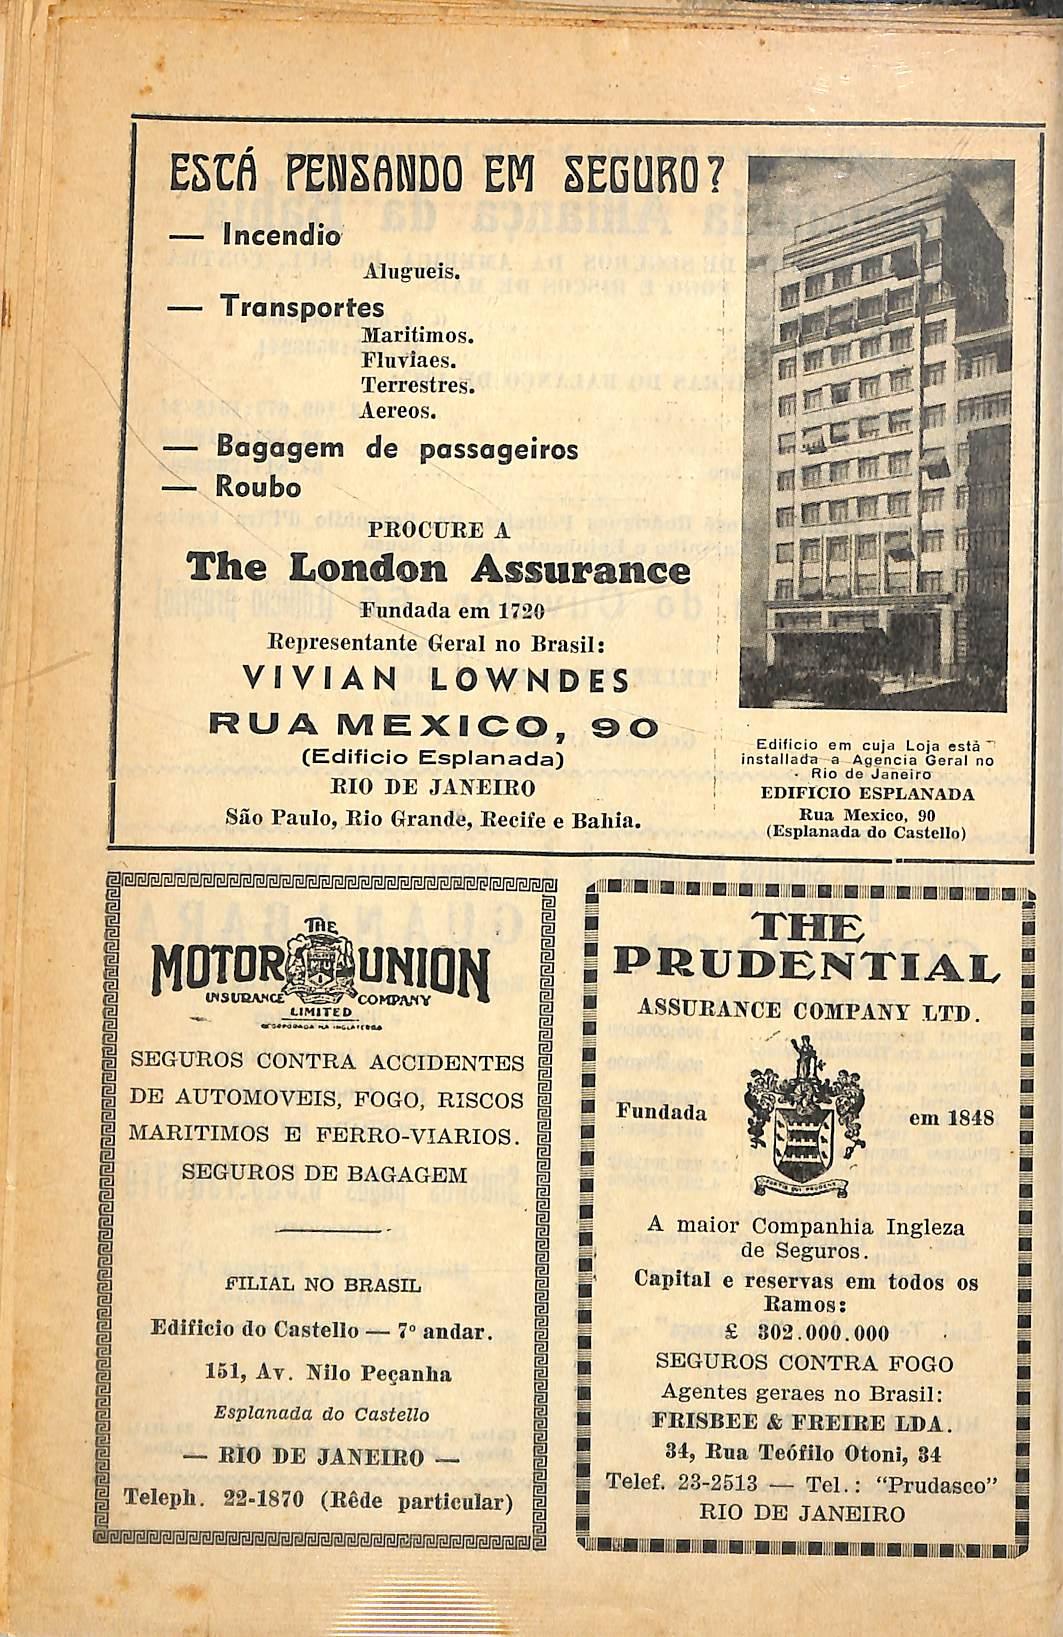 ESTÁ PENSANDO EM SEGURO?
— Incendio
Alugueis.
— Transportes
Maritimos.
Fluviaes.
Terrestres.
Aereos.
— Bagagem de passageiros
— Roubo
PROCURE A
The London Assurance
Fundada em 1720
Representante Geral no Brasil:
VIVIAN LOWNDES
RUA MEXICO, 90
(Edificio Esplanada)
RIO DE JANEIRO
São Paulo, Rio Grande, Recife e Bahia.
Edificio em cuja Loja está
installada a Agencia Geral no
Rio de Janeiro
EDIFICIO ESPLANADA
Rua Mexico, 90
(Esplanada do Castello)
THE
MOTOR UNION
INSURANCE COMPANY
LIMITED
SEGUROS CONTRA ACCIDENTES
DE AUTOMOVEIS, FOGO, RISCOS
MARITIMOS E FERRO-VIARIOS.
SEGUROS DE BAGAGEM
FILIAL NO BRASIL
Edificio do Castello — 7º andar.
151, Av. Nilo Peçanha
Esplanada do Castello
— RIO DE JANEIRO —
Teleph. 22-1870 (Rêde particular)
THE
PRUDENTIAL
ASSURANCE COMPANY LTD.
Fundada em 1848
A maior Companhia Ingleza
de Seguros.
Capital e reservas em todos os
Ramos:
£ 302.000.000
SEGUROS CONTRA FOGO
Agentes geraes no Brasil:
FRISBEE & FREIRE LDA.
34, Rua Teófilo Otoni, 34
Telef. 23-2513 — Tel.: “Prudasco”
RIO DE JANEIRO